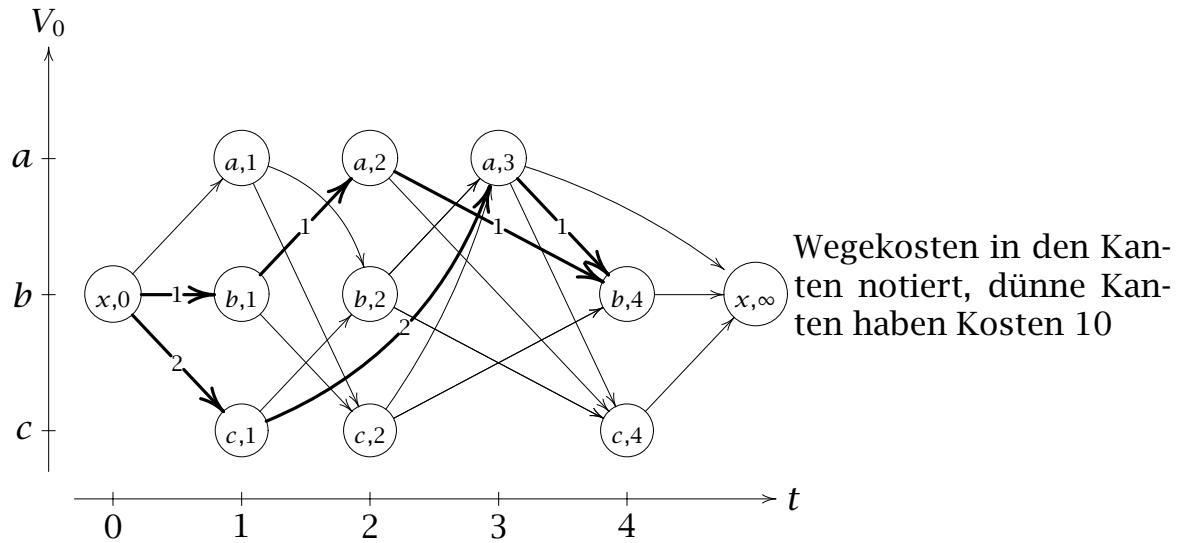 V₀
a
b
c
a,1
a,2
a,3
x,0
b,1
b,2
b,4
x,∞
c,1
c,2
c,4
1
1
1
1
2
2
Wegekosten in den Kan-
ten notiert, dünne Kan-
ten haben Kosten 10
0 1 2 3 4
t